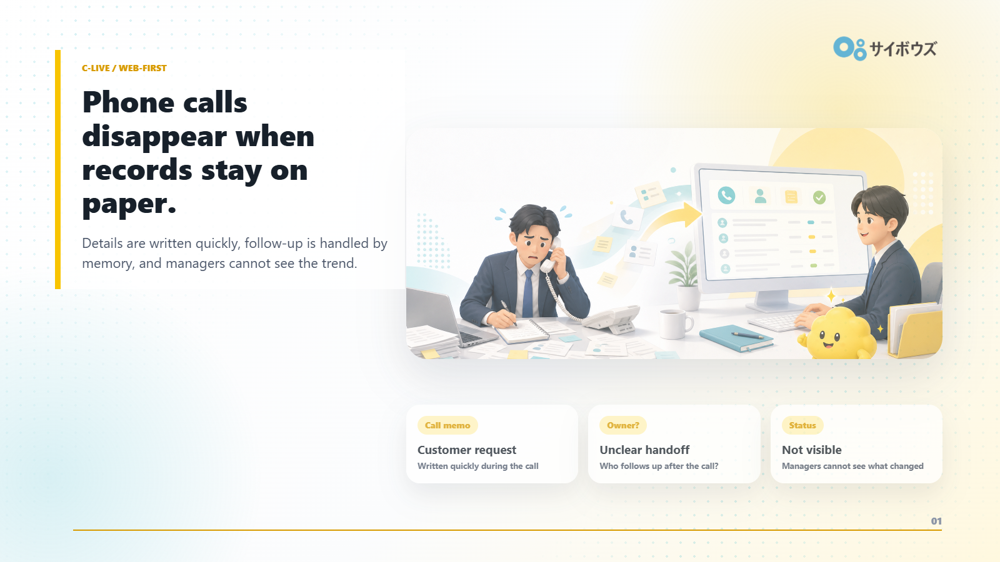 サイボウズ
C-LIVE / WEB-FIRST
Phone calls
disappear when
records stay on
paper.
Details are written quickly, follow-up is handled by
memory, and managers cannot see the trend.
Call memo
Customer request
Written quickly during the call
Owner?
Unclear handoff
Who follows up after the call?
Status
Not visible
Managers cannot see what changed
01